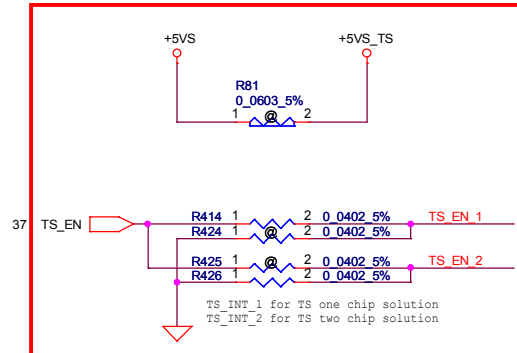 +5VS +5VS_TS
R81
0_0603_5%
1 @ 2
37 TS_EN R414 1 2 0_0402_5% TS_EN_1
R424 1 @ 2 0_0402_5%
R425 1 @ 2 0_0402_5% TS_EN_2
R426 1 2 0_0402_5%
TS_INT_1 for TS one chip solution
TS_INT_2 for TS two chip solution